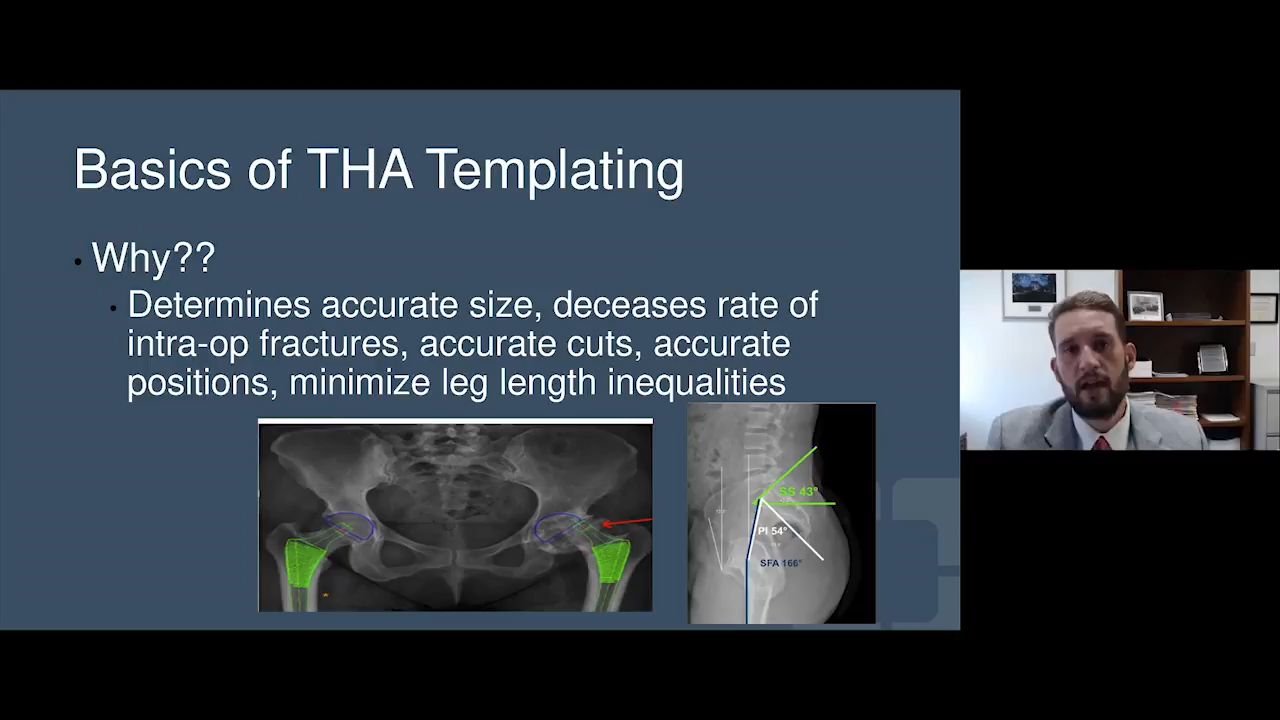 Basics of THA Templating
• Why??
• Determines accurate size, deceases rate of
intra-op fractures, accurate cuts, accurate
positions, minimize leg length inequalities
SS 43°
PI 54°
SFA 166°